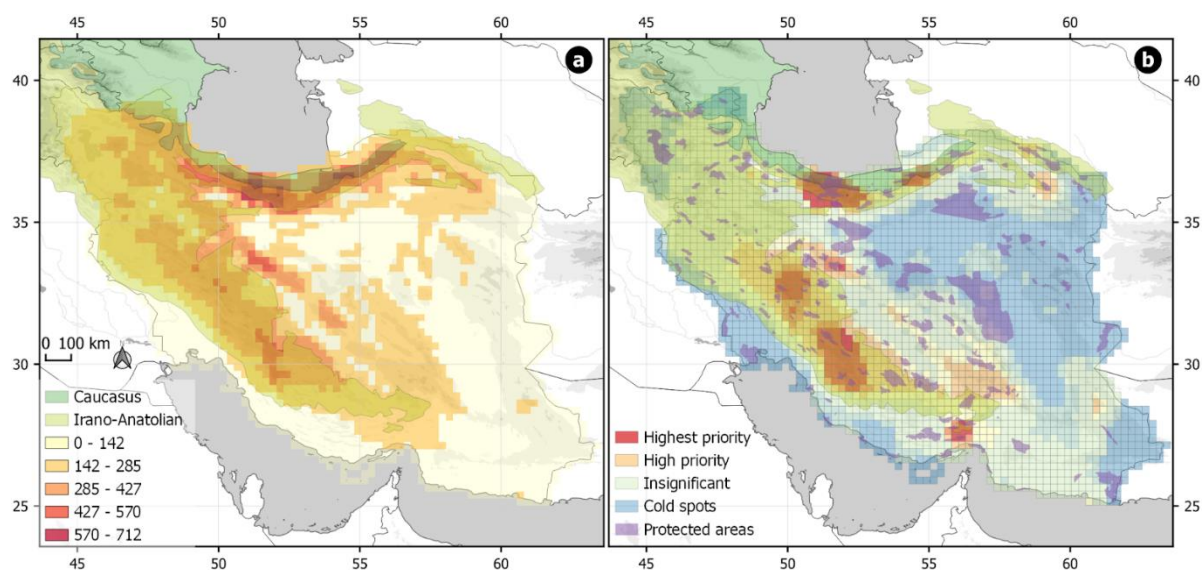 45 50 55 60 45 50 55 60
a
b
40
40
35
35
0 100 km
30
30
Caucasus
Irano-Anatolian
0 - 142
142 - 285
285 - 427
427 - 570
570 - 712
Highest priority
High priority
Insignificant
Cold spots
Protected areas
25
25
45 50 55 60 45 50 55 60